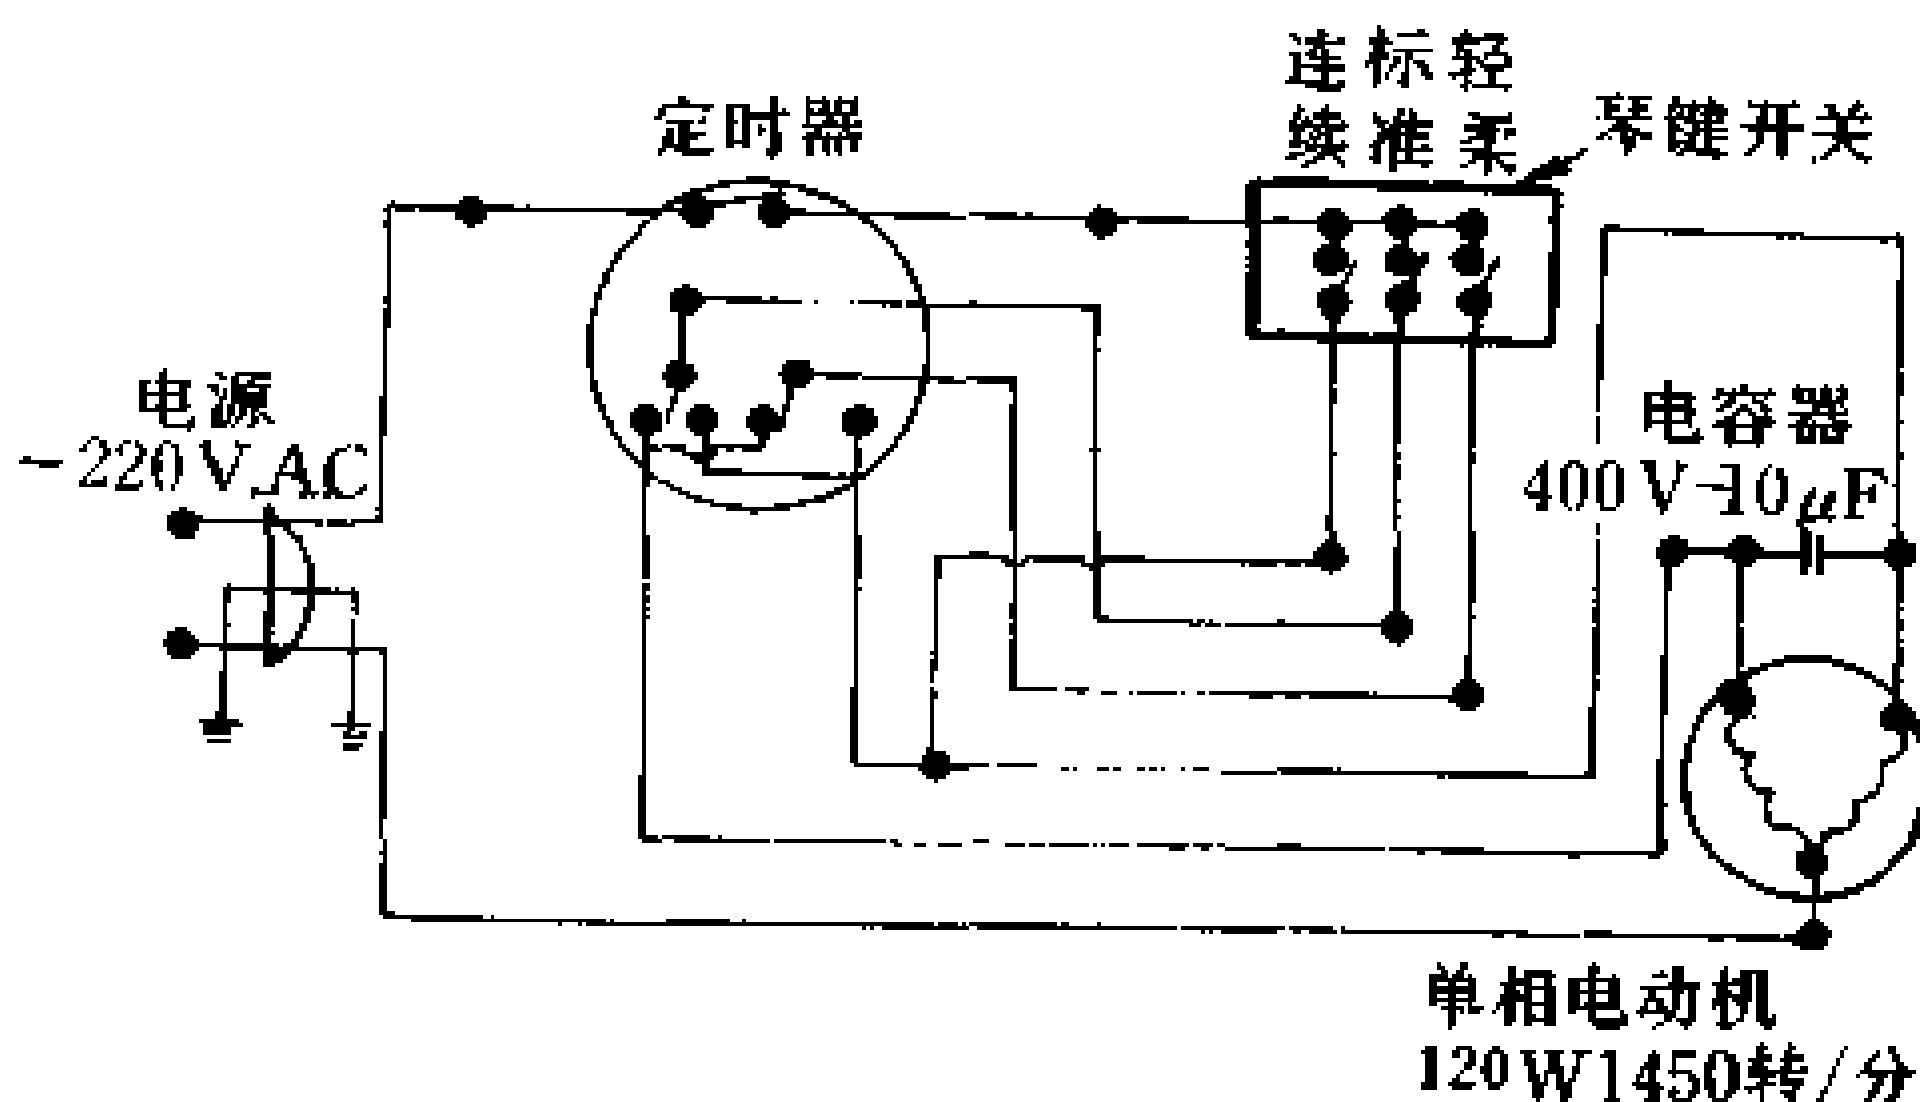 连标轻
续准柔
琴键开关
定时器
电源
~220V AC
电容器
400V-10μF
单相电动机
120W1450转/分